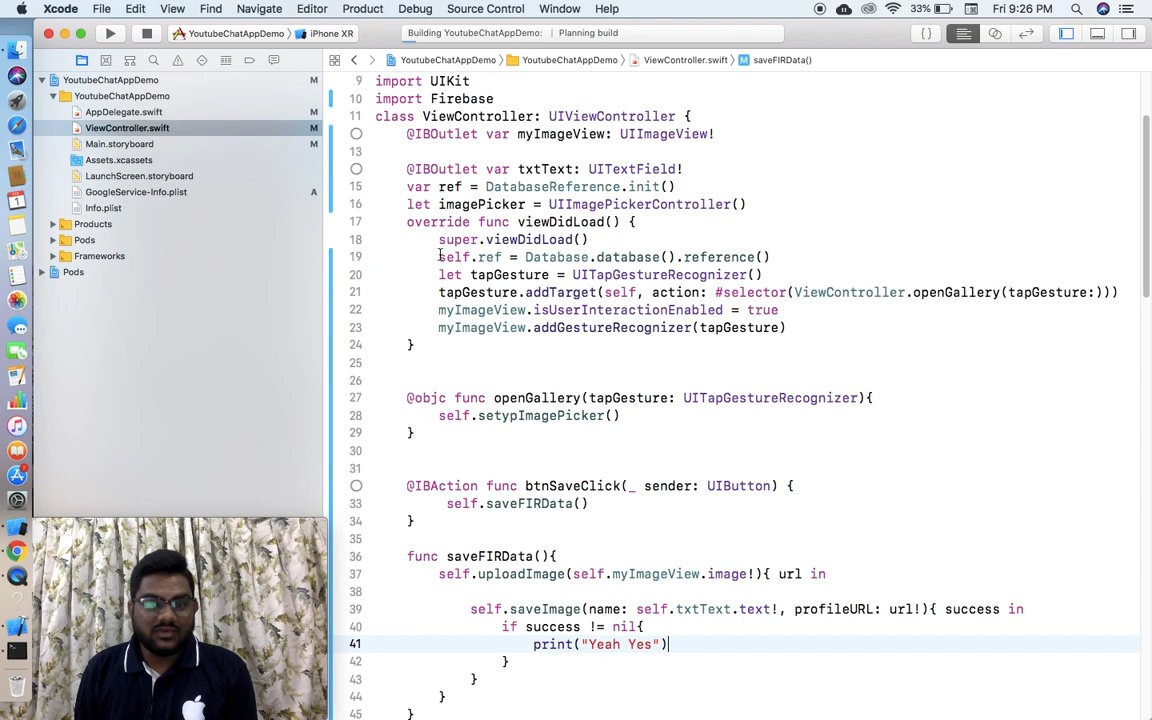 Xcode File Edit View Find Navigate Editor Product Debug Source Control Window Help 33% Fri 9:26 PM
YoutubeChatAppDemo iPhone XR Building YoutubeChatAppDemo: Planning build
YoutubeChatAppDemo YoutubeChatAppDemo ViewController.swift M saveFIRData()
YoutubeChatAppDemo M
YoutubeChatAppDemo
AppDelegate.swift M
ViewController.swift M
Main.storyboard M
Assets.xcassets
LaunchScreen.storyboard
GoogleService-Info.plist A
Info.plist
Products
Pods
Frameworks
Pods
9 import UIKit
10 import Firebase
11 class ViewController: UIViewController {
@IBOutlet var myImageView: UIImageView!
13
@IBOutlet var txtText: UITextField!
15 var ref = DatabaseReference.init()
16 let imagePicker = UIImagePickerController()
17 override func viewDidLoad() {
18 super.viewDidLoad()
19 self.ref = Database.database().reference()
20 let tapGesture = UITapGestureRecognizer()
21 tapGesture.addTarget(self, action: #selector(ViewController.openGallery(tapGesture:)))
22 myImageView.isUserInteractionEnabled = true
23 myImageView.addGestureRecognizer(tapGesture)
24 }
25
26
27 @objc func openGallery(tapGesture: UITapGestureRecognizer){
28 self.setypImagePicker()
29 }
30
31
@IBAction func btnSaveClick(_ sender: UIButton) {
33 self.saveFIRData()
34 }
35
36 func saveFIRData(){
37 self.uploadImage(self.myImageView.image!){ url in
38
39 self.saveImage(name: self.txtText.text!, profileURL: url!){ success in
40 if success != nil{
41 print("Yeah Yes")
42 }
43 }
44 }
45 }